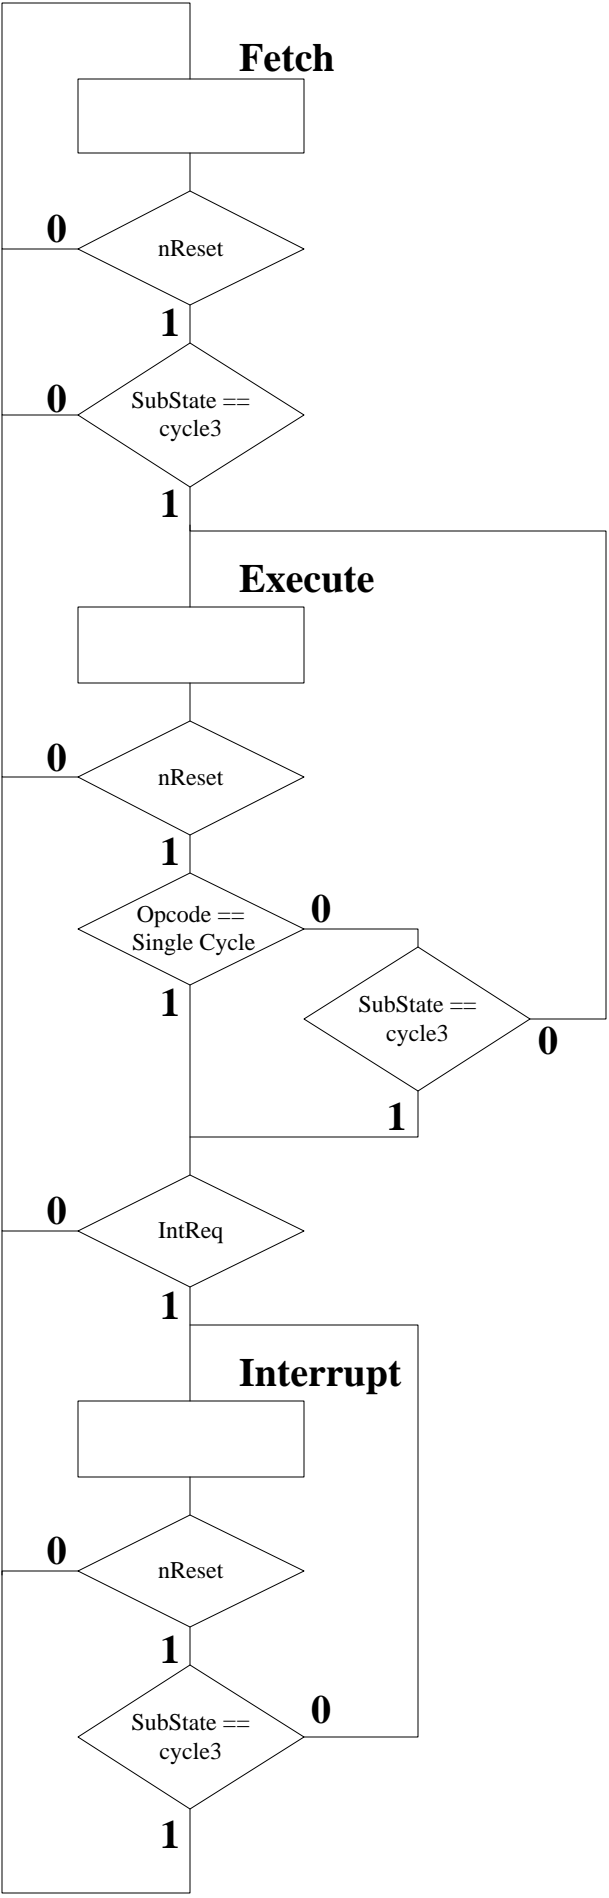 Fetch
0
nReset
1
0
SubState ==
cycle3
1
Execute
0
nReset
1
Opcode ==
Single Cycle
0
1
SubState ==
cycle3
0
1
0
IntReq
1
Interrupt
0
nReset
1
SubState ==
cycle3
0
1